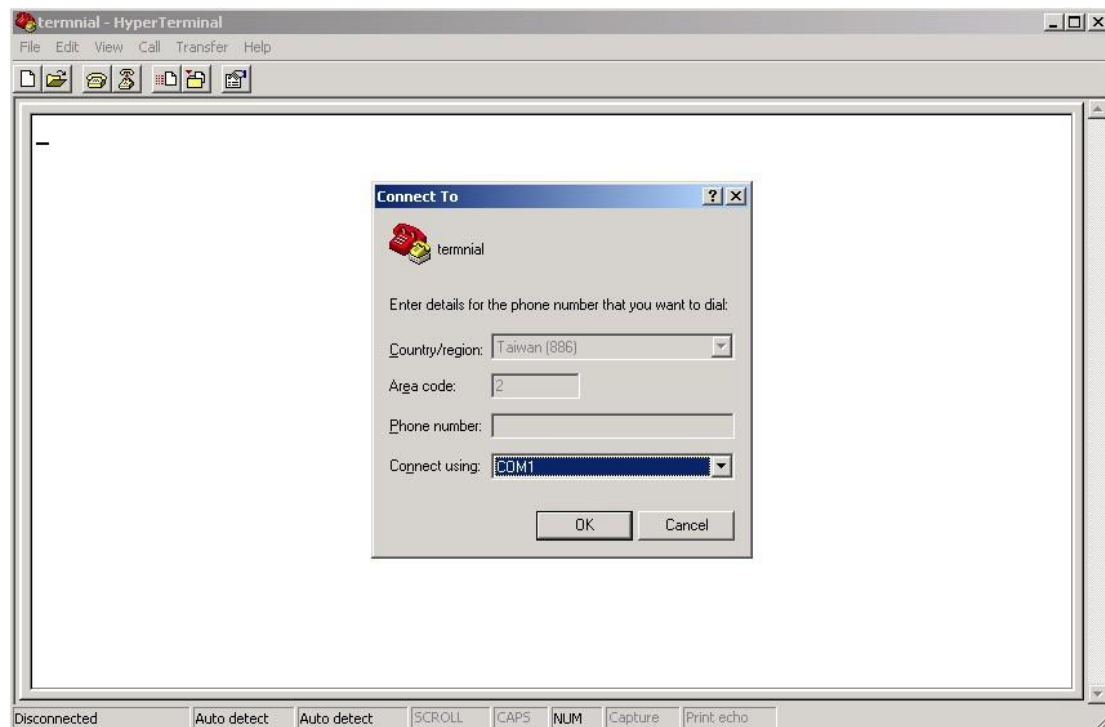 termnial - HyperTerminal
File Edit View Call Transfer Help
Connect To
termnial
Enter details for the phone number that you want to dial:
Country/region: Taiwan (886)
Area code: 2
Phone number:
Connect using: COM1
OK Cancel
Disconnected Auto detect Auto detect SCROLL CAPS NUM Capture Print echo